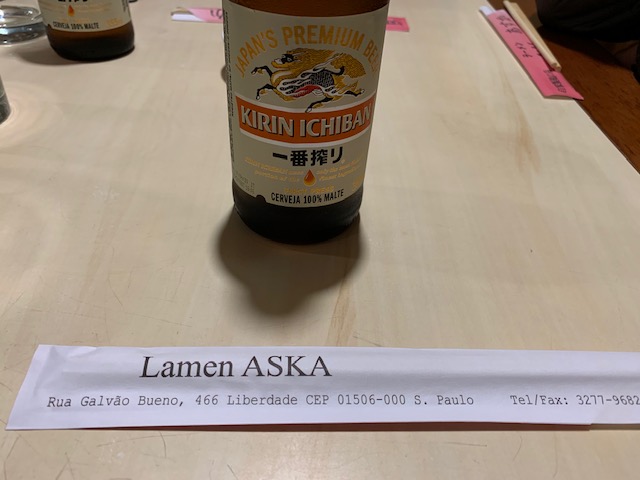 JAPAN'S PREMIUM BEER
KIRIN ICHIBAN
一番搾り
CERVEJA 100% MALTE
CERVEJA 100% MALTE
Lamen ASKA
Rua Galvão Bueno, 466 Liberdade CEP 01506-000 S. Paulo Tel/Fax: 3277-9682